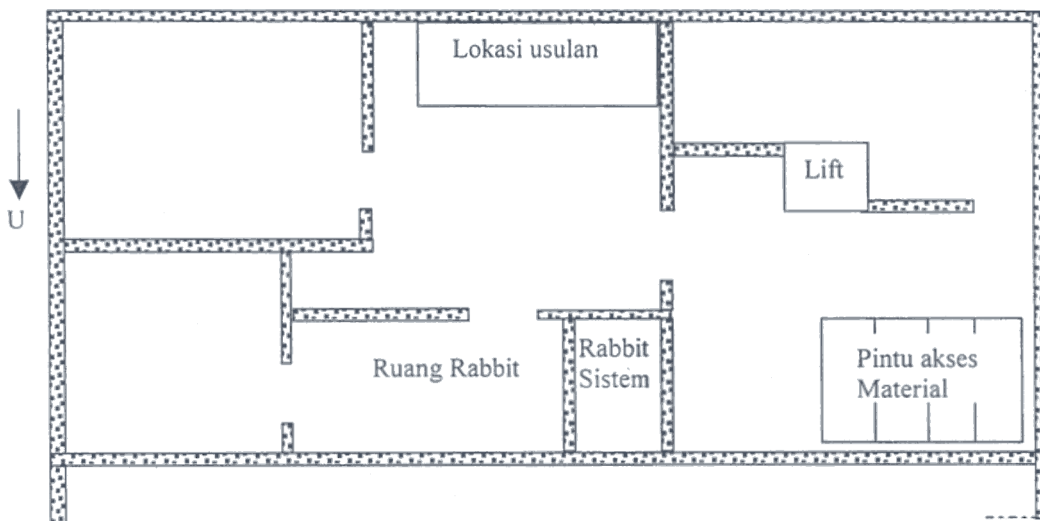 Lokasi usulan
Lift
U
Ruang Rabbit
Rabbit
Sistem
Pintu akses
Material